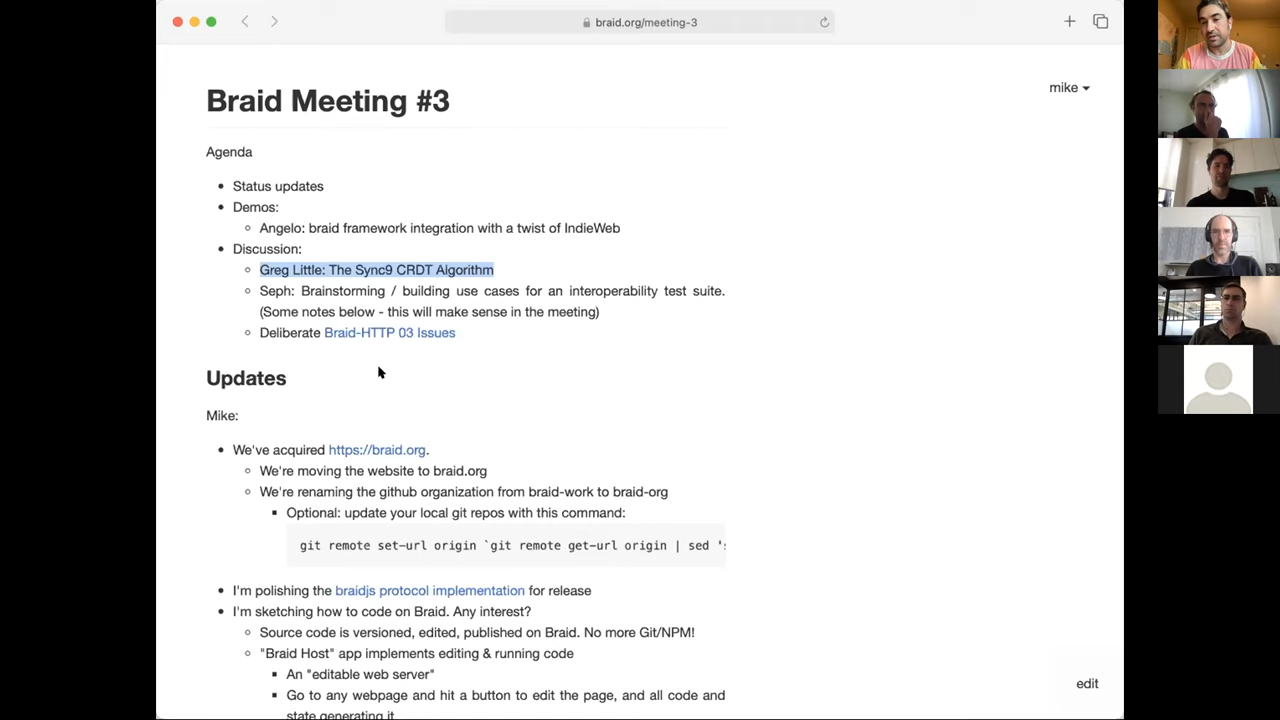 braid.org/meeting-3
Braid Meeting #3
mike
Agenda
Status updates
Demos:
Angelo: braid framework integration with a twist of IndieWeb
Discussion:
Greg Little: The Sync9 CRDT Algorithm
Seph: Brainstorming / building use cases for an interoperability test suite.
(Some notes below - this will make sense in the meeting)
Deliberate Braid-HTTP 03 Issues
Updates
Mike:
We've acquired https://braid.org.
We're moving the website to braid.org
We're renaming the github organization from braid-work to braid-org
Optional: update your local git repos with this command:
git remote set-url origin `git remote get-url origin | sed 's
I'm polishing the braidjs protocol implementation for release
I'm sketching how to code on Braid. Any interest?
Source code is versioned, edited, published on Braid. No more Git/NPM!
"Braid Host" app implements editing & running code
An "editable web server"
edit
Go to any webpage and hit a button to edit the page, and all code and
state generating it